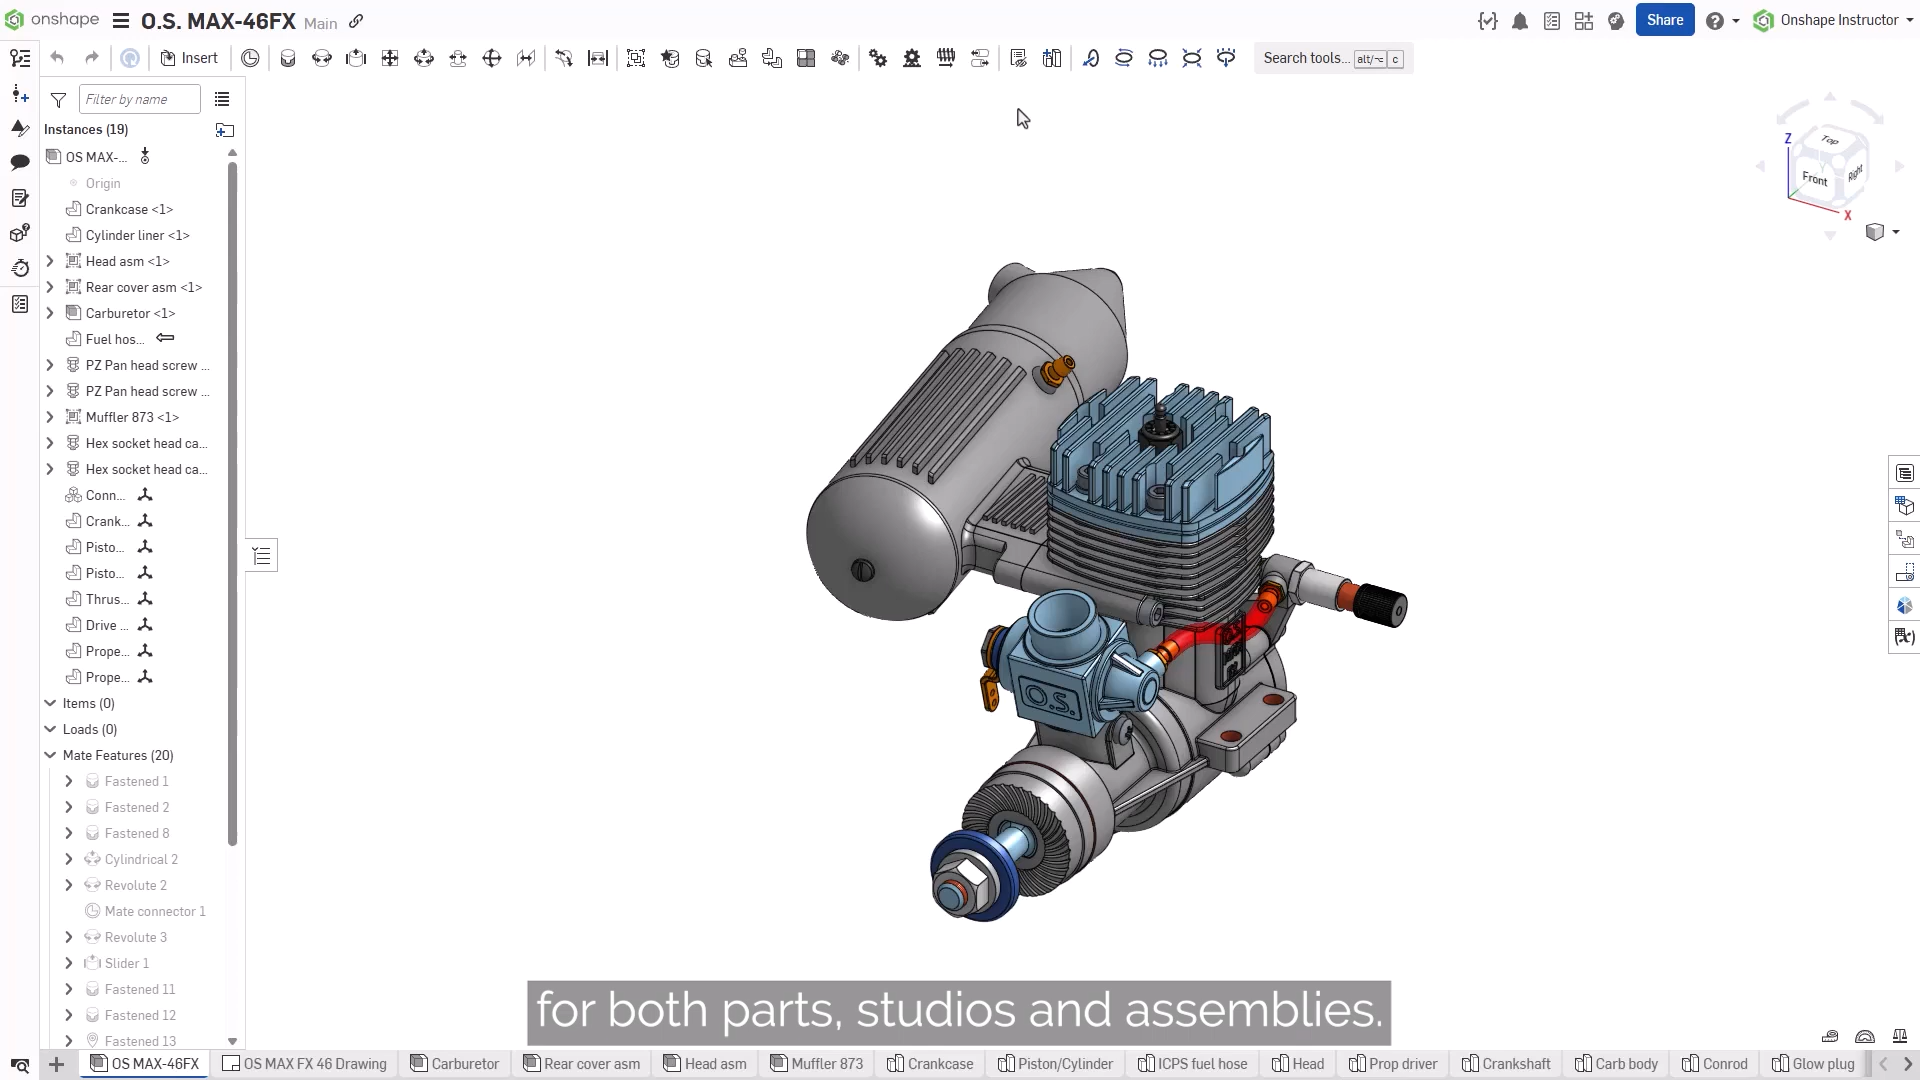 onshape
O.S. MAX-46FX
Main
Share
Onshape Instructor
Insert
Search tools...
alt/⌥
c
Filter by name
Instances (19)
OS MAX-...
Origin
Crankcase <1>
Cylinder liner <1>
Head asm <1>
Rear cover asm <1>
Carburetor <1>
Fuel hos...
PZ Pan head screw ...
PZ Pan head screw ...
Muffler 873 <1>
Hex socket head ca...
Hex socket head ca...
Conn...
Crank...
Pisto...
Pisto...
Thrus...
Drive ...
Prope...
Prope...
Items (0)
Loads (0)
Mate Features (20)
Fastened 1
Fastened 2
Fastened 8
Cylindrical 2
Revolute 2
Mate connector 1
Revolute 3
Slider 1
Fastened 11
Fastened 12
Fastened 13
Z
Top
Front
Right
X
O.S.
O.S.
for both parts, studios and assemblies.
OS MAX-46FX
OS MAX FX 46 Drawing
Carburetor
Rear cover asm
Head asm
Muffler 873
Crankcase
Piston/Cylinder
ICPS fuel hose
Head
Prop driver
Crankshaft
Carb body
Conrod
Glow plug